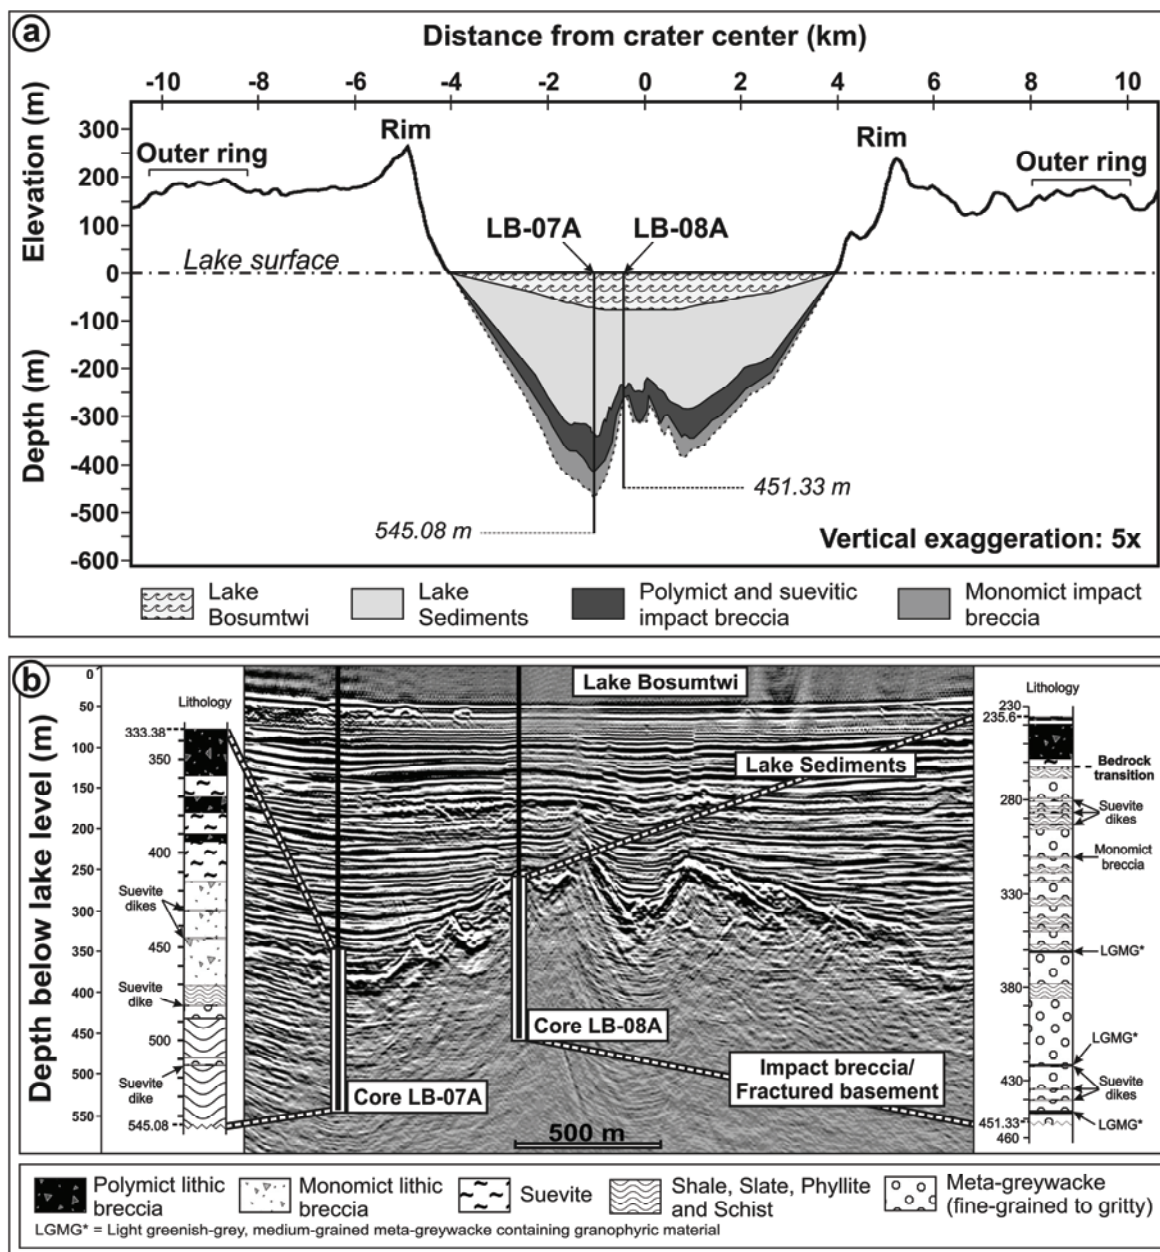 a
Distance from crater center (km)
-10 -8 -6 -4 -2 0 2 4 6 8 10
Elevation (m)
Depth (m)
300
200
100
0
-100
-200
-300
-400
-500
-600
Outer ring
Rim
Rim
Outer ring
LB-07A
LB-08A
Lake surface
451.33 m
545.08 m
Vertical exaggeration: 5x
Lake
Bosumtwi
Lake
Sediments
Polymict and suevitic
impact breccia
Monomict impact
breccia
b
Depth below lake level (m)
0
50
100
150
200
250
300
350
400
450
500
550
Lithology
333.38
350
400
Suevite
dikes
450
Suevite
dike
500
Suevite
dike
545.08
Lake Bosumtwi
Lake Sediments
Core LB-08A
Core LB-07A
Impact breccia/
Fractured basement
500 m
Lithology
230
235.6
Bedrock
transition
280
Suevite
dikes
Monomict
breccia
330
LGMG*
380
LGMG*
430
Suevite
dikes
451.33
LGMG*
460
Polymict lithic
breccia
Monomict lithic
breccia
Suevite
Shale, Slate, Phyllite
and Schist
Meta-greywacke
(fine-grained to gritty)
LGMG* = Light greenish-grey, medium-grained meta-greywacke containing granophyric material